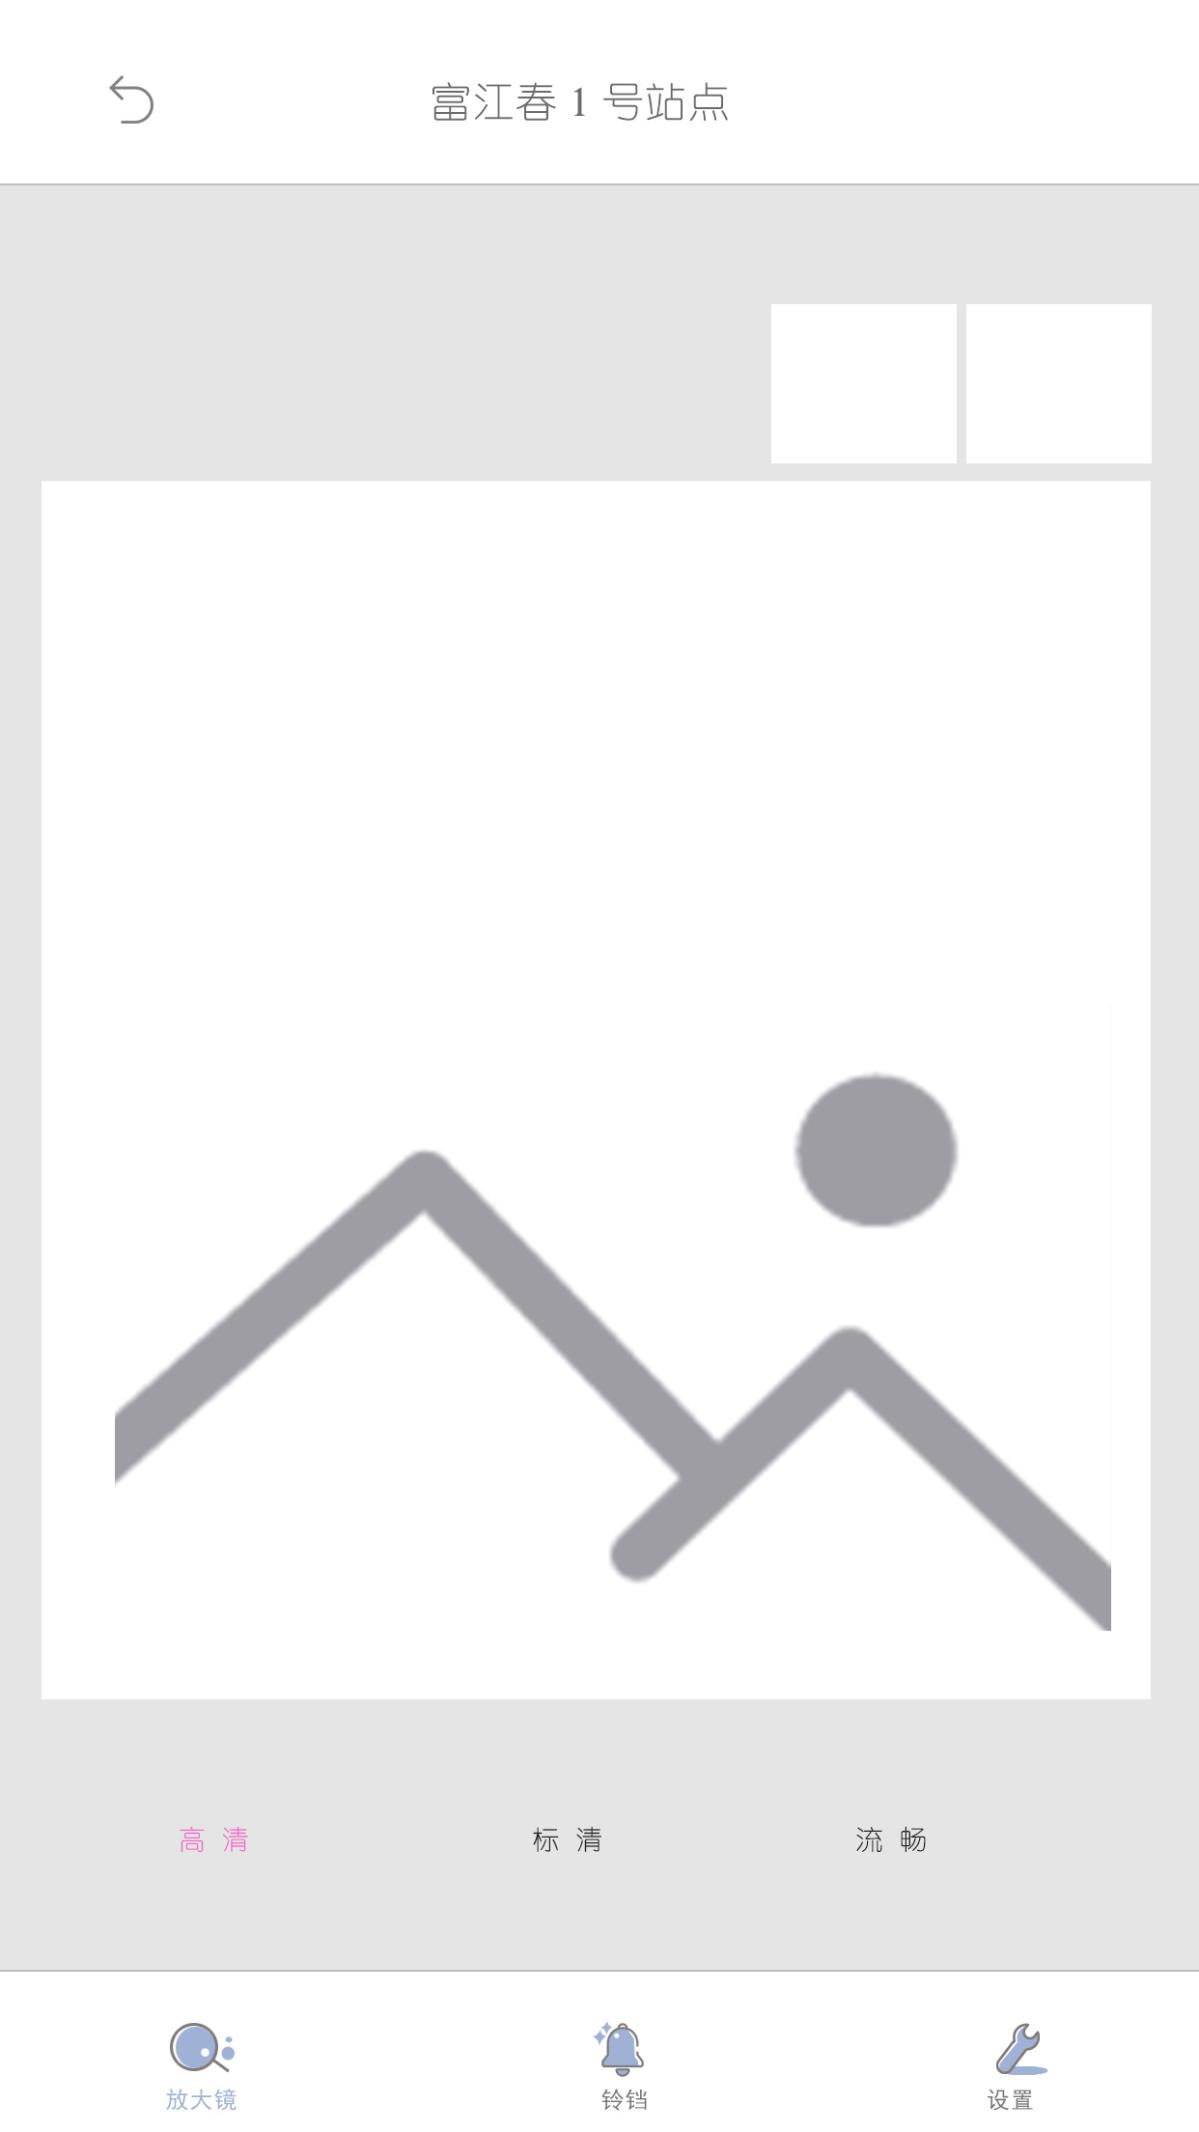 富江春 1 号站点
高 清
标 清
流 畅
放大镜
铃铛
设置